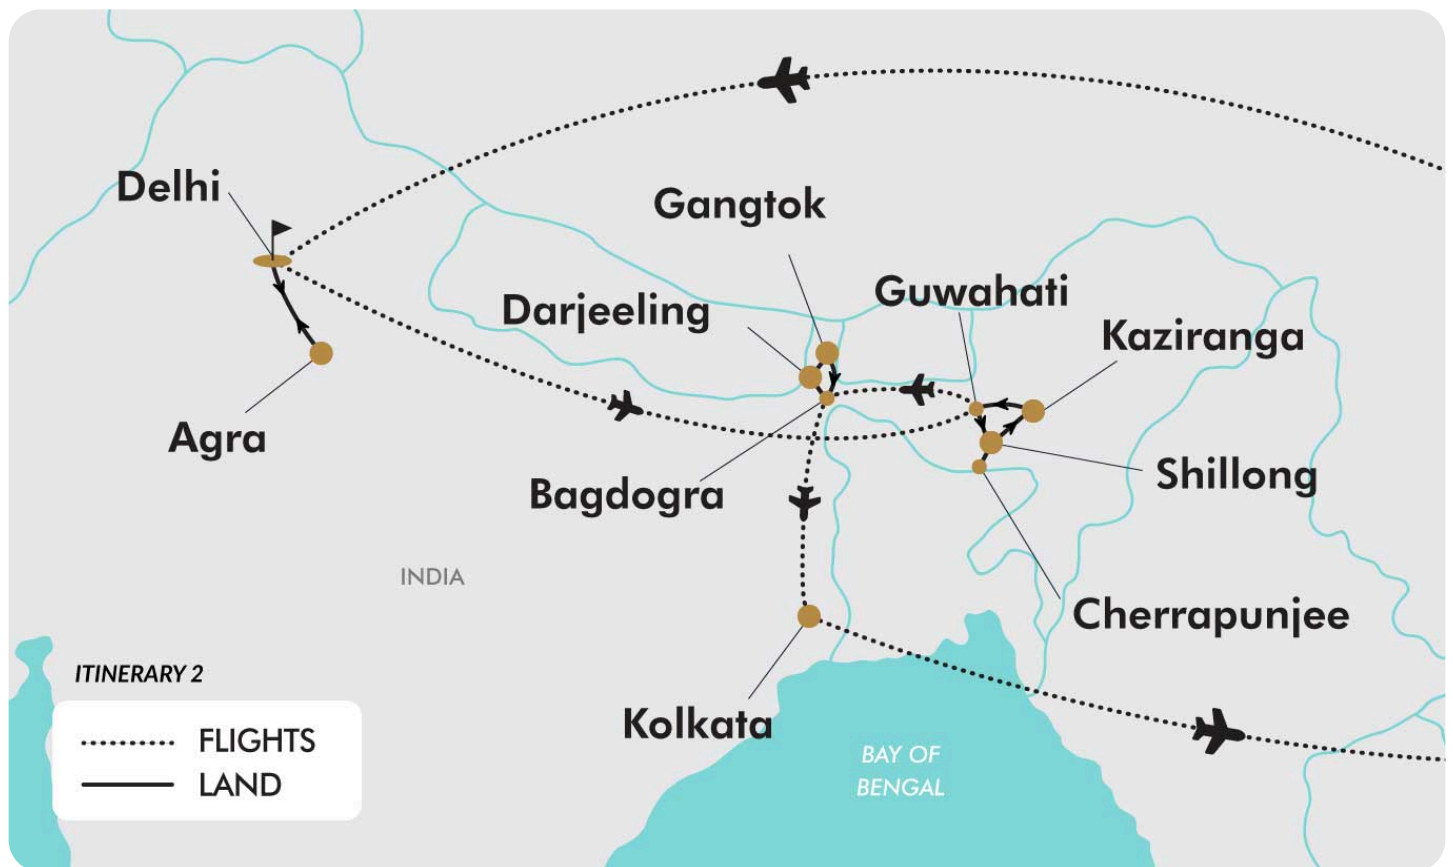 Delhi
Gangtok
Guwahati
Darjeeling
Kaziranga
Agra
Shillong
Bagdogra
INDIA
Cherrapunjee
ITINERARY 2
Kolkata
FLIGHTS
LAND
BAY OF
BENGAL